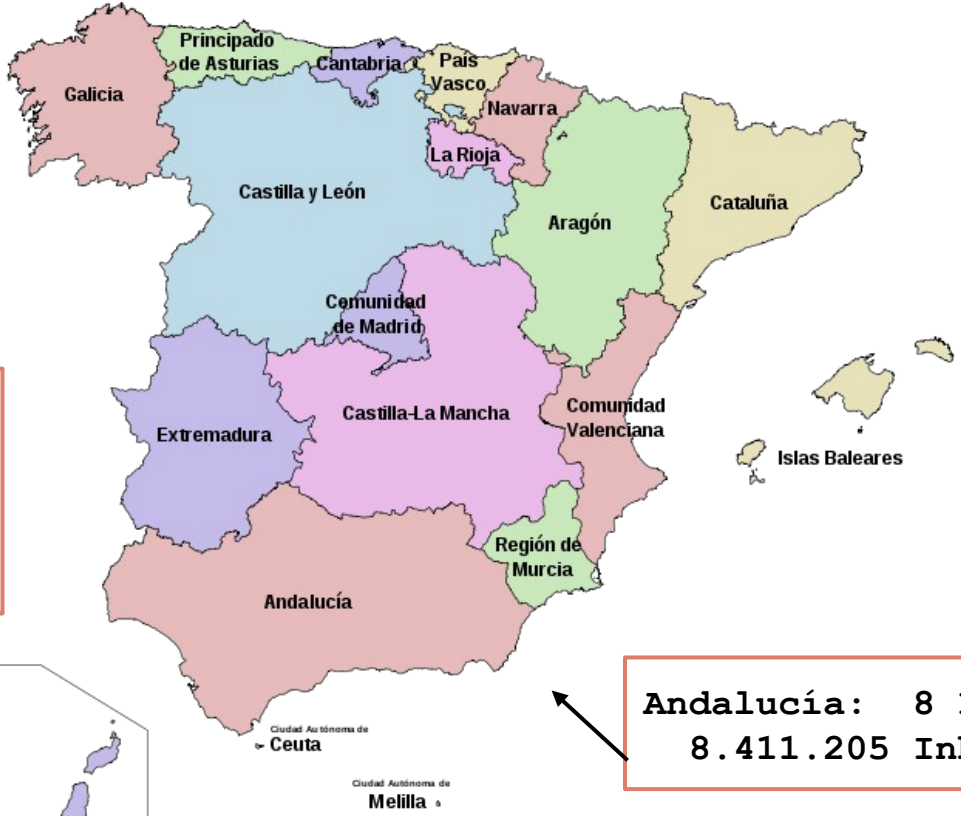 Principado
de Asturias
Cantabria
País
Vasco
Galicia
Navarra
La Rioja
Castilla y León
Cataluña
Aragón
Comunidad
de Madrid
Castilla-La Mancha
Comunidad
Valenciana
Extremadura
Islas Baleares
Región de
Murcia
Andalucía
Andalucía: 8
8.411.205
Ciudad Autónoma de
Ceuta
Ciudad Autónoma de
Melilla